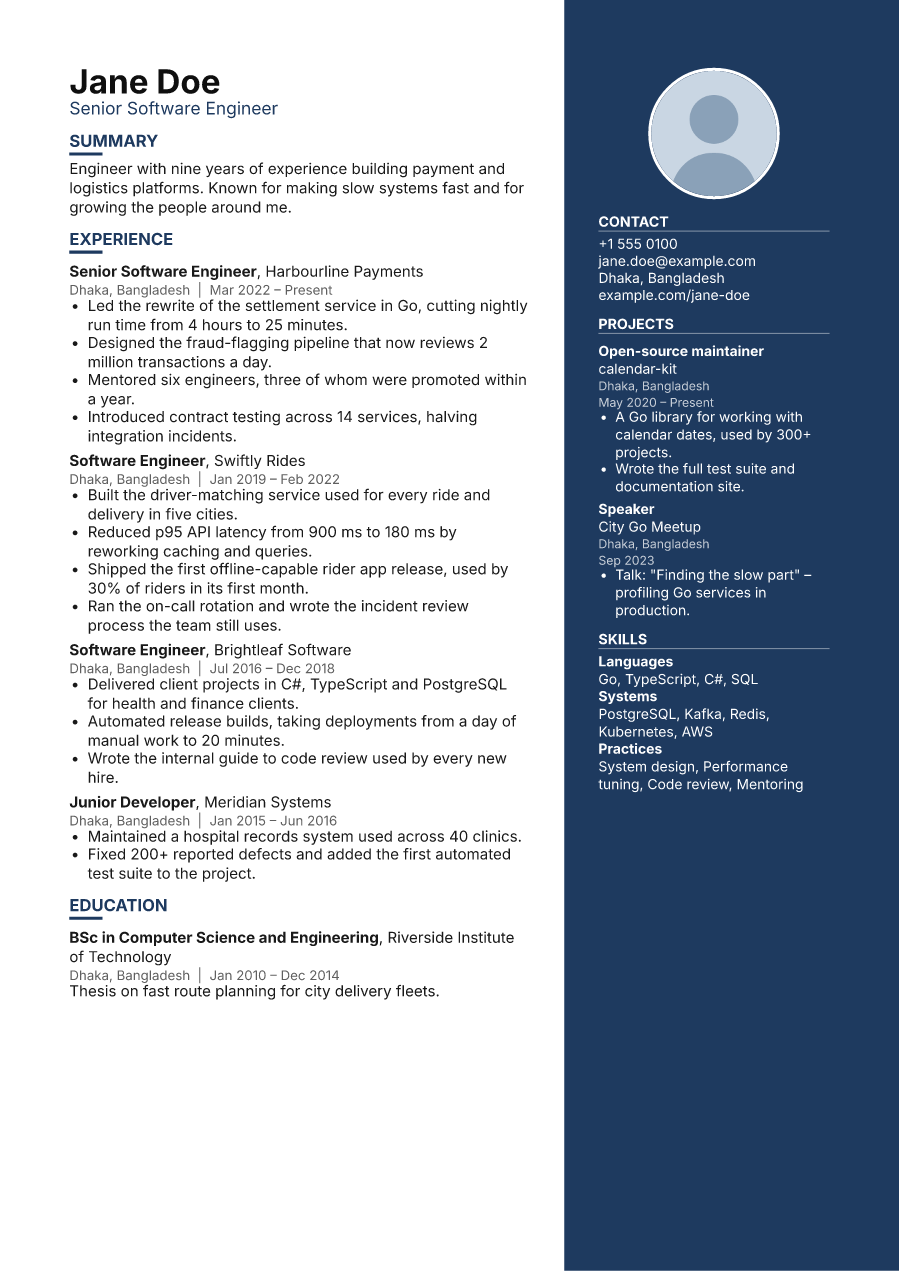 Jane Doe
Senior Software Engineer
SUMMARY
Engineer with nine years of experience building payment and
logistics platforms. Known for making slow systems fast and for
growing the people around me.
EXPERIENCE
Senior Software Engineer, Harbourline Payments
Dhaka, Bangladesh | Mar 2022 – Present
• Led the rewrite of the settlement service in Go, cutting nightly
run time from 4 hours to 25 minutes.
• Designed the fraud-flagging pipeline that now reviews 2
million transactions a day.
• Mentored six engineers, three of whom were promoted within
a year.
• Introduced contract testing across 14 services, halving
integration incidents.
Software Engineer, Swiftly Rides
Dhaka, Bangladesh | Jan 2019 – Feb 2022
• Built the driver-matching service used for every ride and
delivery in five cities.
• Reduced p95 API latency from 900 ms to 180 ms by
reworking caching and queries.
• Shipped the first offline-capable rider app release, used by
30% of riders in its first month.
• Ran the on-call rotation and wrote the incident review
process the team still uses.
Software Engineer, Brightleaf Software
Dhaka, Bangladesh | Jul 2016 – Dec 2018
• Delivered client projects in C#, TypeScript and PostgreSQL
for health and finance clients.
• Automated release builds, taking deployments from a day of
manual work to 20 minutes.
• Wrote the internal guide to code review used by every new
hire.
Junior Developer, Meridian Systems
Dhaka, Bangladesh | Jan 2015 – Jun 2016
• Maintained a hospital records system used across 40 clinics.
• Fixed 200+ reported defects and added the first automated
test suite to the project.
EDUCATION
BSc in Computer Science and Engineering, Riverside Institute
of Technology
Dhaka, Bangladesh | Jan 2010 – Dec 2014
Thesis on fast route planning for city delivery fleets.
CONTACT
+1 555 0100
jane.doe@example.com
Dhaka, Bangladesh
example.com/jane-doe
PROJECTS
Open-source maintainer
calendar-kit
Dhaka, Bangladesh
May 2020 – Present
• A Go library for working with
calendar dates, used by 300+
projects.
• Wrote the full test suite and
documentation site.
Speaker
City Go Meetup
Dhaka, Bangladesh
Sep 2023
• Talk: "Finding the slow part" –
profiling Go services in
production.
SKILLS
Languages
Go, TypeScript, C#, SQL
Systems
PostgreSQL, Kafka, Redis,
Kubernetes, AWS
Practices
System design, Performance
tuning, Code review, Mentoring